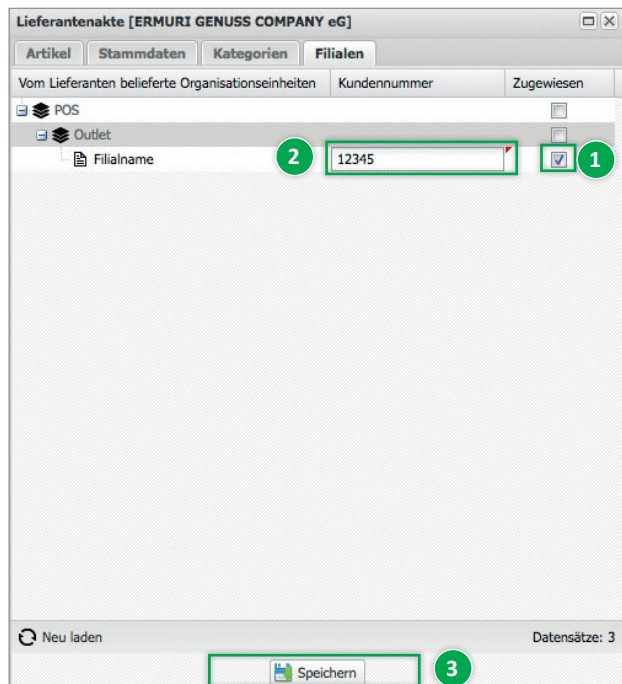 Lieferantenakte [ERMURI GENUSS COMPANY eG]
Artikel Stammdaten Kategorien Filialen
Vom Lieferanten belieferte Organisationseinheiten Kundennummer Zugewiesen
POS
Outlet
Filialname 2 12345 1
Neu laden Datensätze: 3
Speichern 3